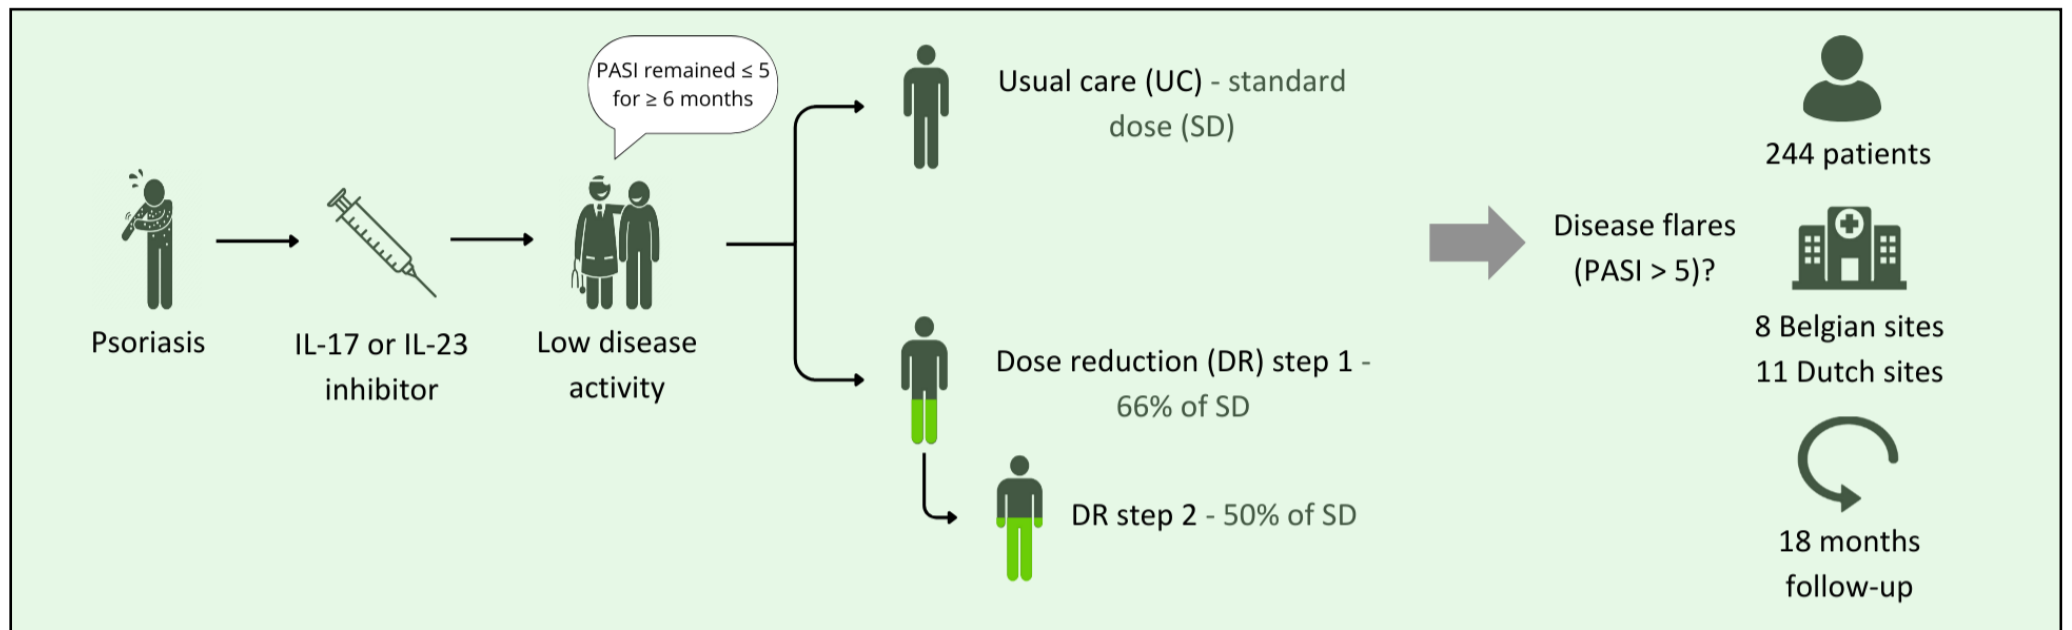 PASI remained ≤ 5
for ≥ 6 months
Psoriasis
IL-17 or IL-23
inhibitor
Low disease
activity
Usual care (UC) - standard
dose (SD)
Dose reduction (DR) step 1 -
66% of SD
DR step 2 - 50% of SD
Disease flares
(PASI > 5)?
244 patients
8 Belgian sites
11 Dutch sites
18 months
follow-up